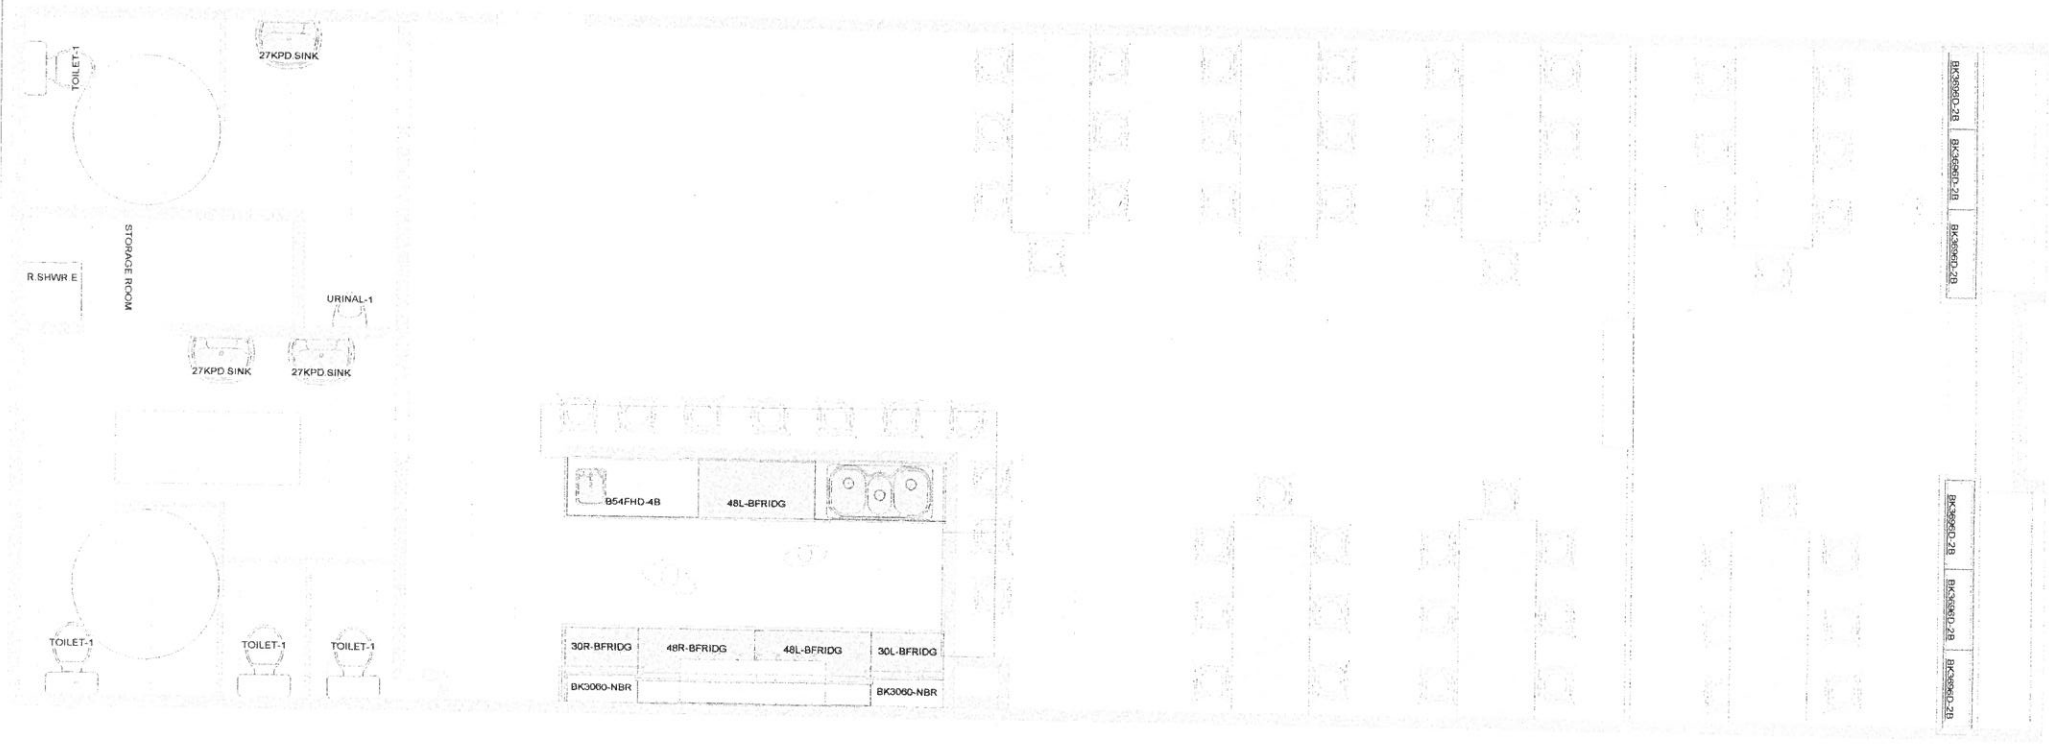 27KPD.SINK
TOILET-1
STORAGE ROOM
R.SHWR E
URINAL-1
27KPD.SINK
27KPD.SINK
TOILET-1
TOILET-1
TOILET-1
B54FHD-4B
48L-BFRIDG
30R-BFRIDG
48R-BFRIDG
48L-BFRIDG
30L-BFRIDG
BK3060-NBR
BK3060-NBR
BK3696D-2B
BK3696D-2B
BK3696D-2B
BK3696D-2B
BK3696D-2B
BK3696D-2B